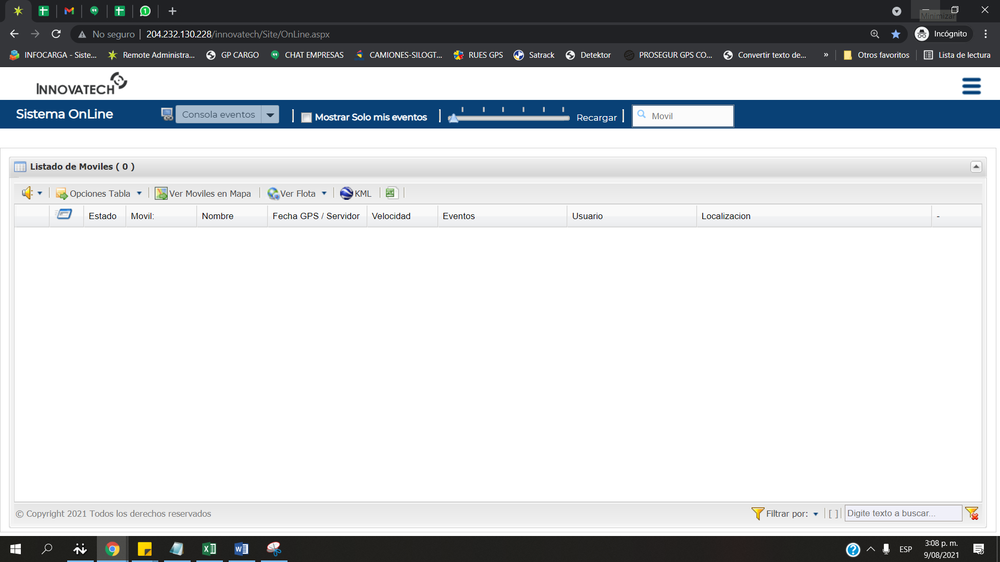 1
Minimizar
No seguro | 204.232.130.228/innovatech/Site/OnLine.aspx
Incógnito
INFOCARGA - Siste...
Remote Administra...
GP CARGO
CHAT EMPRESAS
CAMIONES-SILOGT...
RUES GPS
Satrack
Detektor
PROSEGUR GPS CO...
Convertir texto de...
»
Otros favoritos
Lista de lectura
INNOVATECH
Sistema OnLine
Consola eventos
Mostrar Solo mis eventos
Recargar
Movil
Listado de Moviles ( 0 )
Opciones Tabla
Ver Moviles en Mapa
Ver Flota
KML
Estado
Movil:
Nombre
Fecha GPS / Servidor
Velocidad
Eventos
Usuario
Localizacion
-
© Copyright 2021 Todos los derechos reservados
Filtrar por:
[ ]
Digite texto a buscar...
ESP
3:08 p. m.
9/08/2021